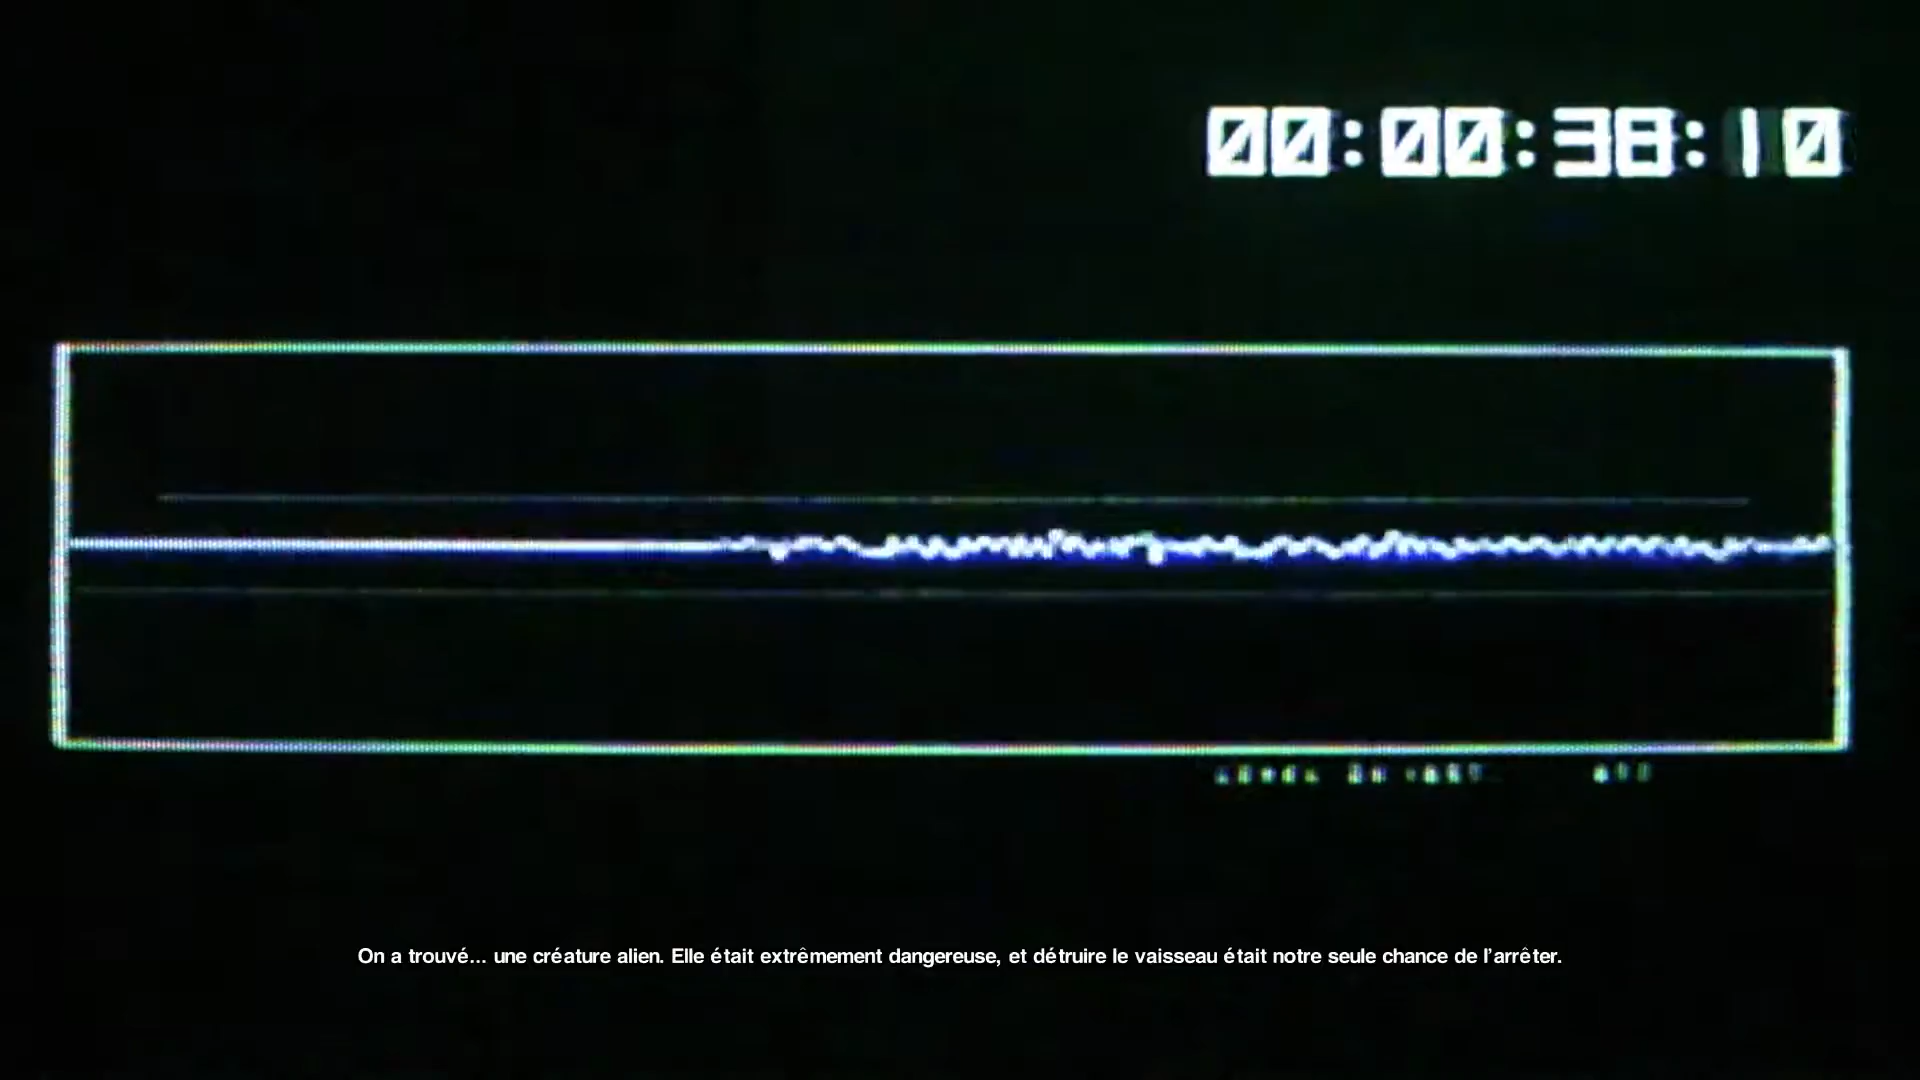 00:00:38:10
On a trouvé... une créature alien. Elle était extrêmement dangereuse, et détruire le vaisseau était notre seule chance de l'arrêter.